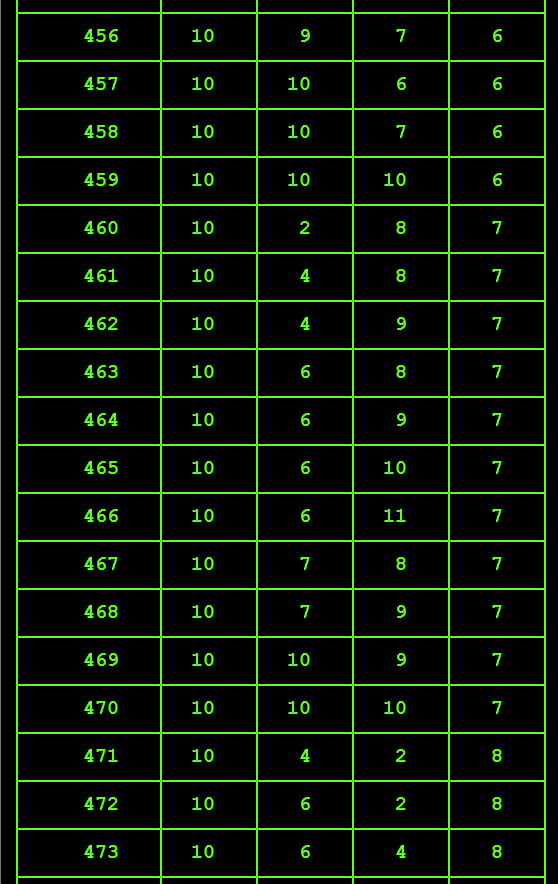 456 10 9 7 6
457 10 10 6 6
458 10 10 7 6
459 10 10 10 6
460 10 2 8 7
461 10 4 8 7
462 10 4 9 7
463 10 6 8 7
464 10 6 9 7
465 10 6 10 7
466 10 6 11 7
467 10 7 8 7
468 10 7 9 7
469 10 10 9 7
470 10 10 10 7
471 10 4 2 8
472 10 6 2 8
473 10 6 4 8